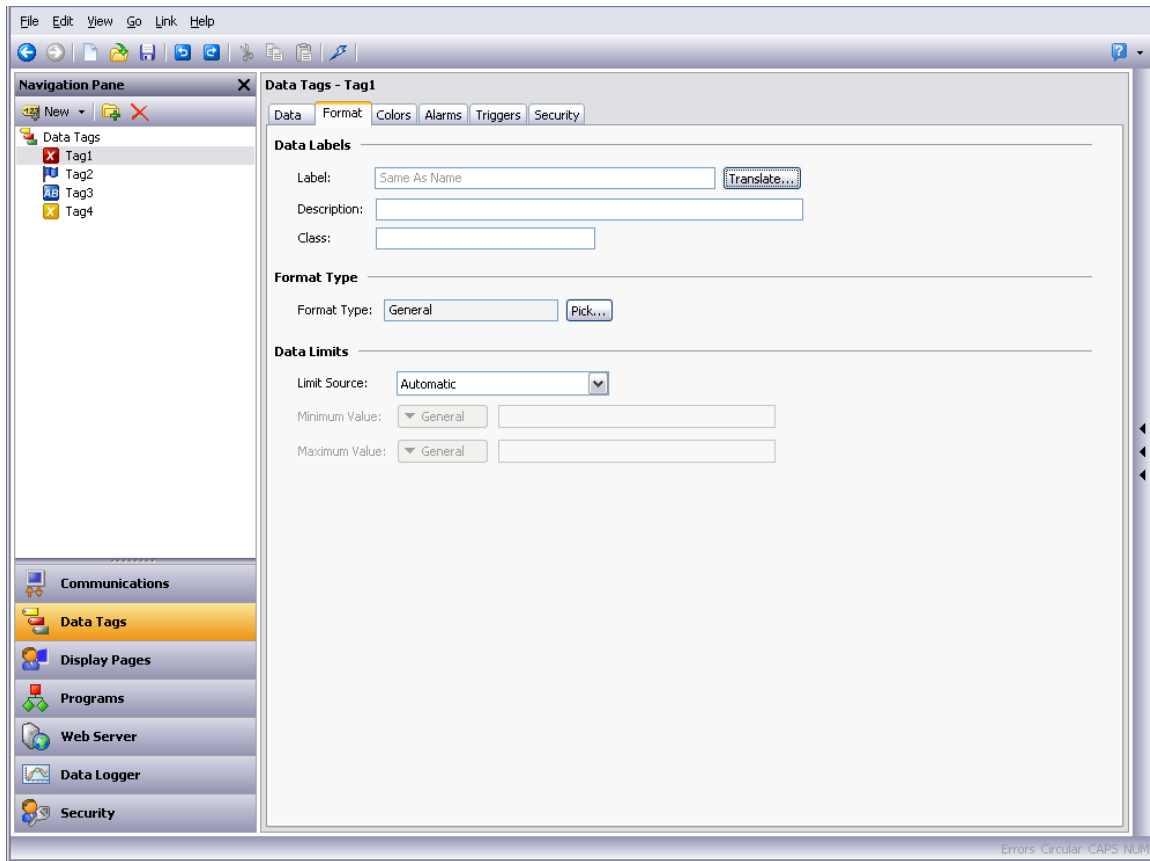 File Edit View Go Link Help
Navigation Pane
New
Data Tags
Tag1
Tag2
Tag3
Tag4
Communications
Data Tags
Display Pages
Programs
Web Server
Data Logger
Security
Data Tags - Tag1
Data Format Colors Alarms Triggers Security
Data Labels
Label: Same As Name Translate...
Description:
Class:
Format Type
Format Type: General Pick...
Data Limits
Limit Source: Automatic
Minimum Value: General
Maximum Value: General
Errors Circular CAPS NUM